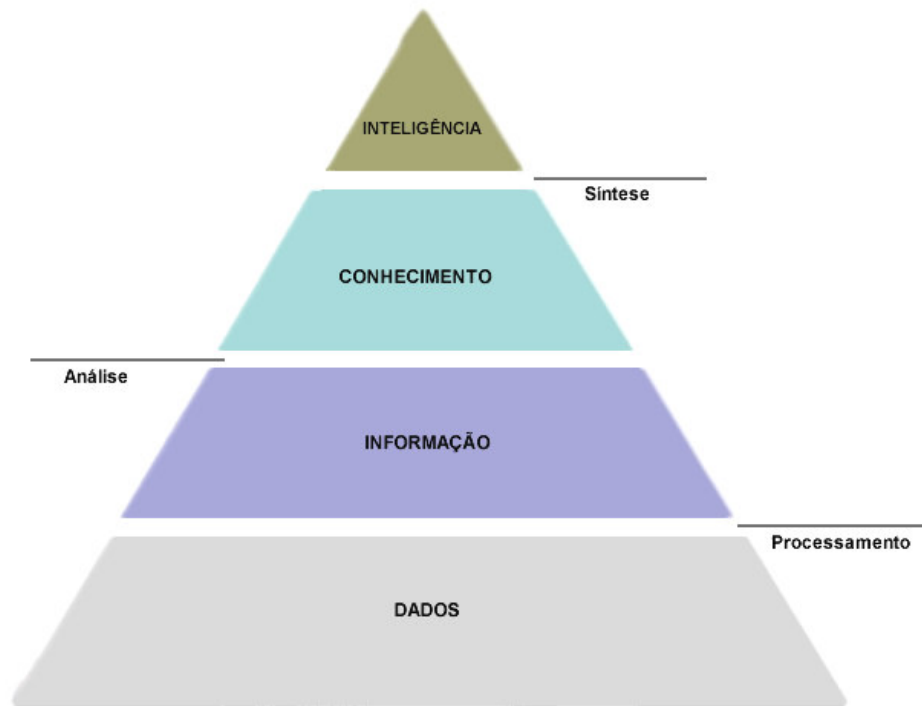 INTELIGÊNCIA
Síntese
CONHECIMENTO
Análise
INFORMAÇÃO
Processamento
DADOS